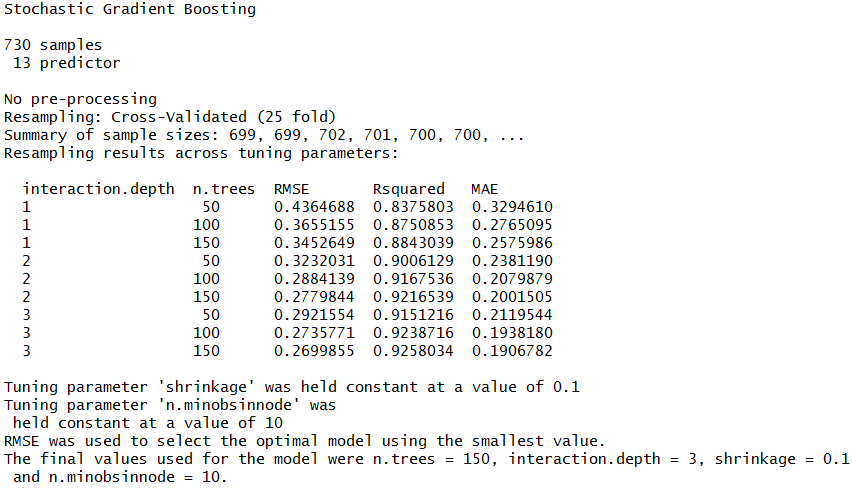 Stochastic Gradient Boosting
730 samples
13 predictor
No pre-processing
Resampling: Cross-Validated (25 fold)
Summary of sample sizes: 699, 699, 702, 701, 700, 700, ...
Resampling results across tuning parameters:
interaction.depth  n.trees  RMSE       Rsquared   MAE
1                   50      0.4364688  0.8375803  0.3294610
1                  100      0.3655155  0.8750853  0.2765095
1                  150      0.3452649  0.8843039  0.2575986
2                   50      0.3232031  0.9006129  0.2381190
2                  100      0.2884139  0.9167536  0.2079879
2                  150      0.2779844  0.9216539  0.2001505
3                   50      0.2921554  0.9151216  0.2119544
3                  100      0.2735771  0.9238716  0.1938180
3                  150      0.2699855  0.9258034  0.1906782
Tuning parameter 'shrinkage' was held constant at a value of 0.1
Tuning parameter 'n.minobsinnode' was
held constant at a value of 10
RMSE was used to select the optimal model using the smallest value.
The final values used for the model were n.trees = 150, interaction.depth = 3, shrinkage = 0.1
and n.minobsinnode = 10.